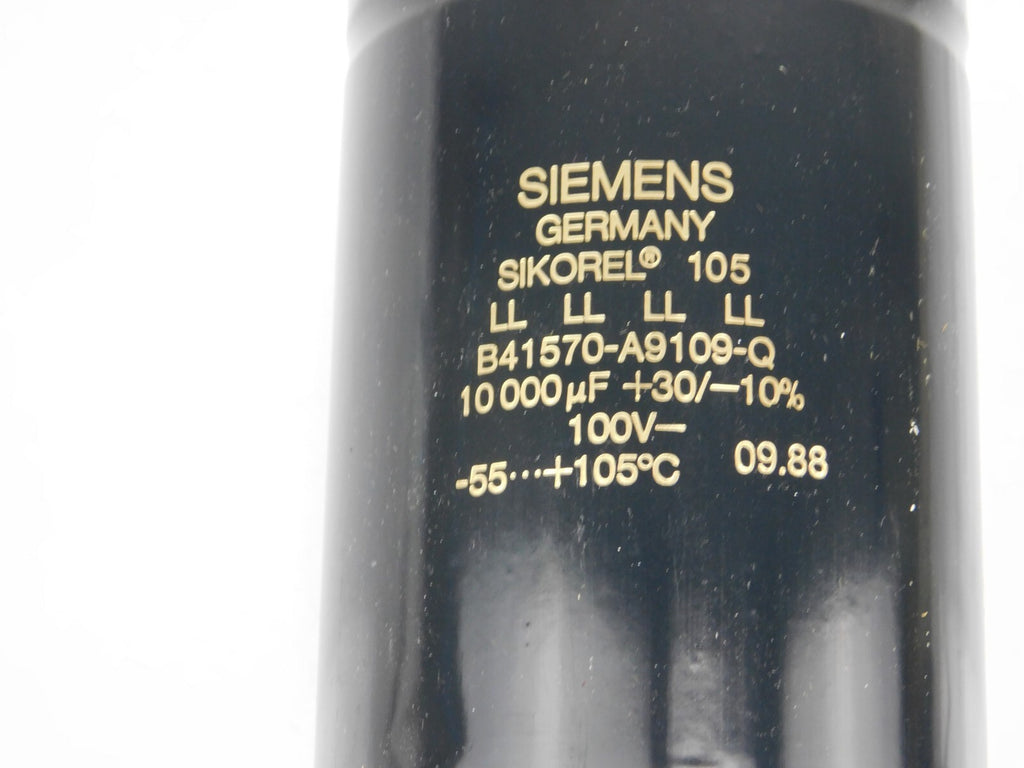 SIEMENS
GERMANY
SIKOREL® 105
LL LL LL LL
B41570-A9109-Q
10 000 µF +30/–10%
100V–
-55···+105°C 09.88